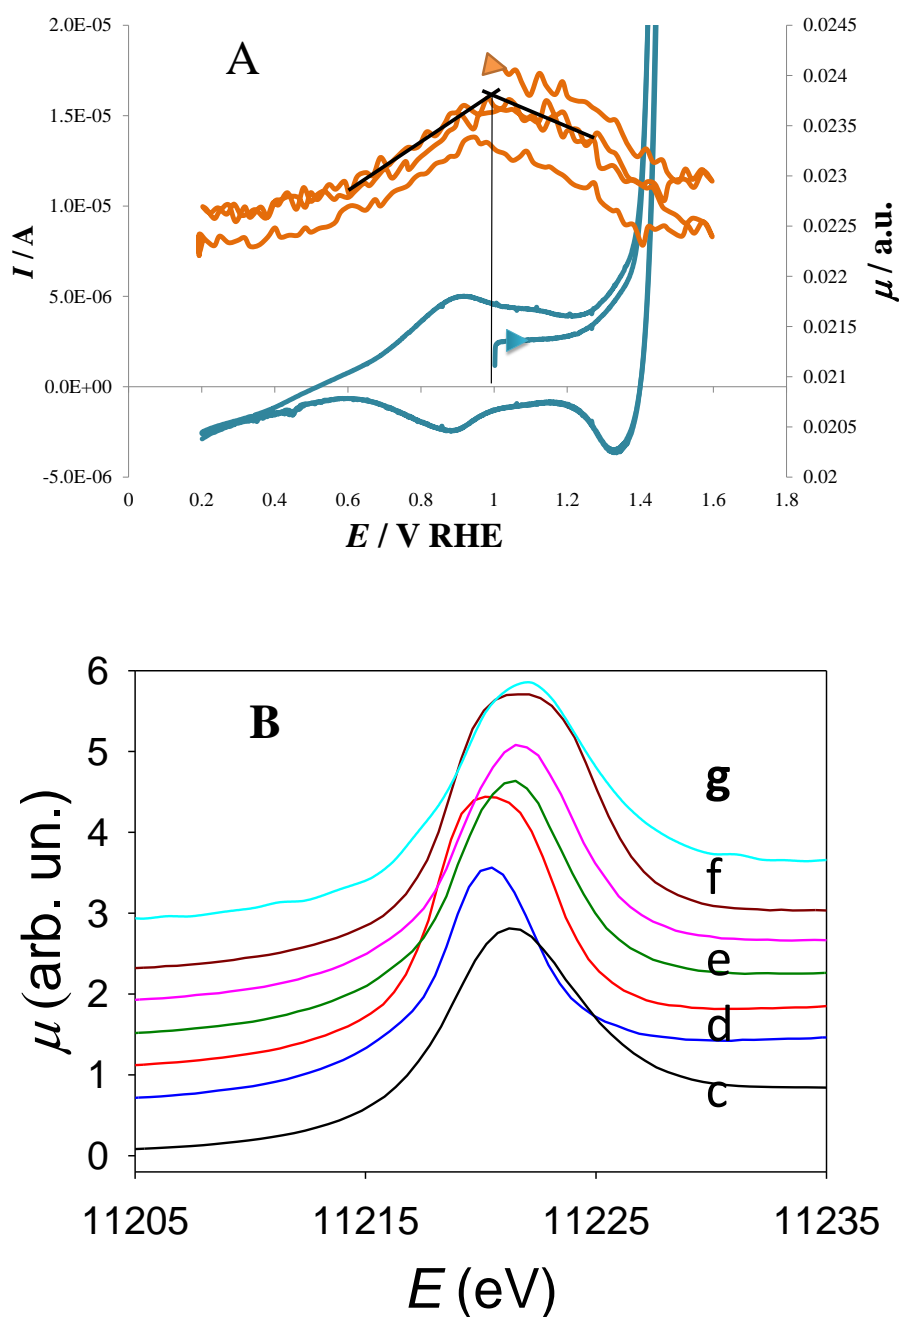 A
2.0E-05
1.5E-05
1.0E-05
5.0E-06
0.0E+00
-5.0E-06
I / A
0.0245
0.024
0.0235
0.023
0.0225
0.022
0.0215
0.021
0.0205
0.02
μ / a.u.
0 0.2 0.4 0.6 0.8 1 1.2 1.4 1.6 1.8
E / V RHE
B
6
5
4
3
2
1
0
μ (arb. un.)
g
f
e
d
c
11205 11215 11225 11235
E (eV)